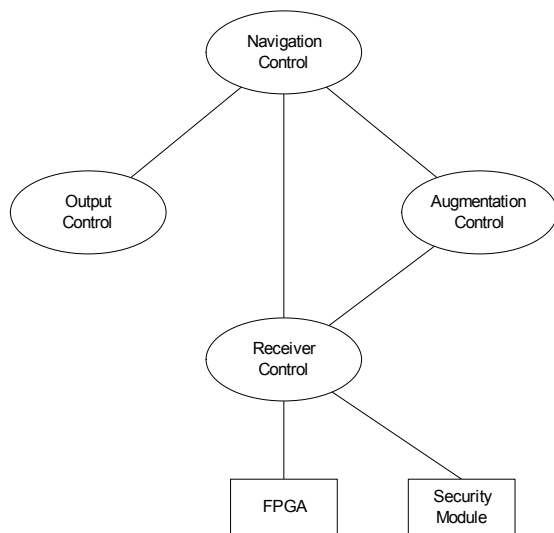 Navigation
Control
Output
Control
Augmentation
Control
Receiver
Control
FPGA
Security
Module